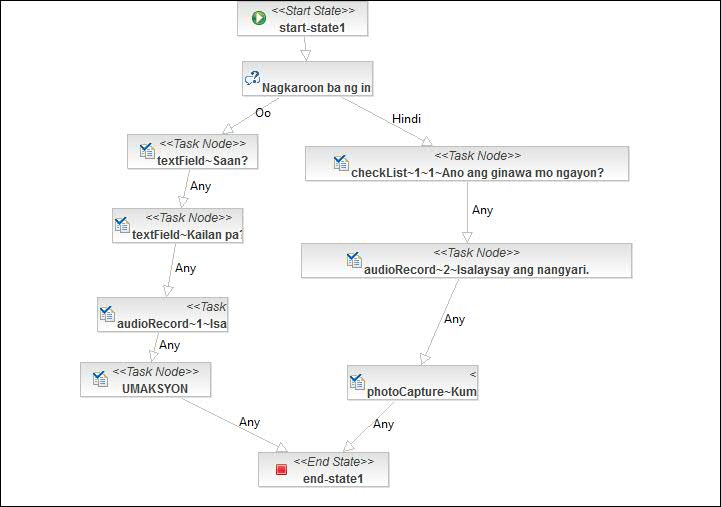 <<Start State>>
start-state1
Nagkaroon ba ng in
Oo
Hindi
<<Task Node>>
textField~Saan?
<<Task Node>>
checkList~1~1~Ano ang ginawa mo ngayon?
Any
Any
<<Task Node>>
textField~Kailan pa?
<<Task Node>>
audioRecord~2~Isalaysay ang nangyari.
Any
<<Task
audioRecord~1~Isa
Any
Any
<<Task Node>>
UMAKSYON
<
photoCapture~Kum
Any
Any
<<End State>>
end-state1